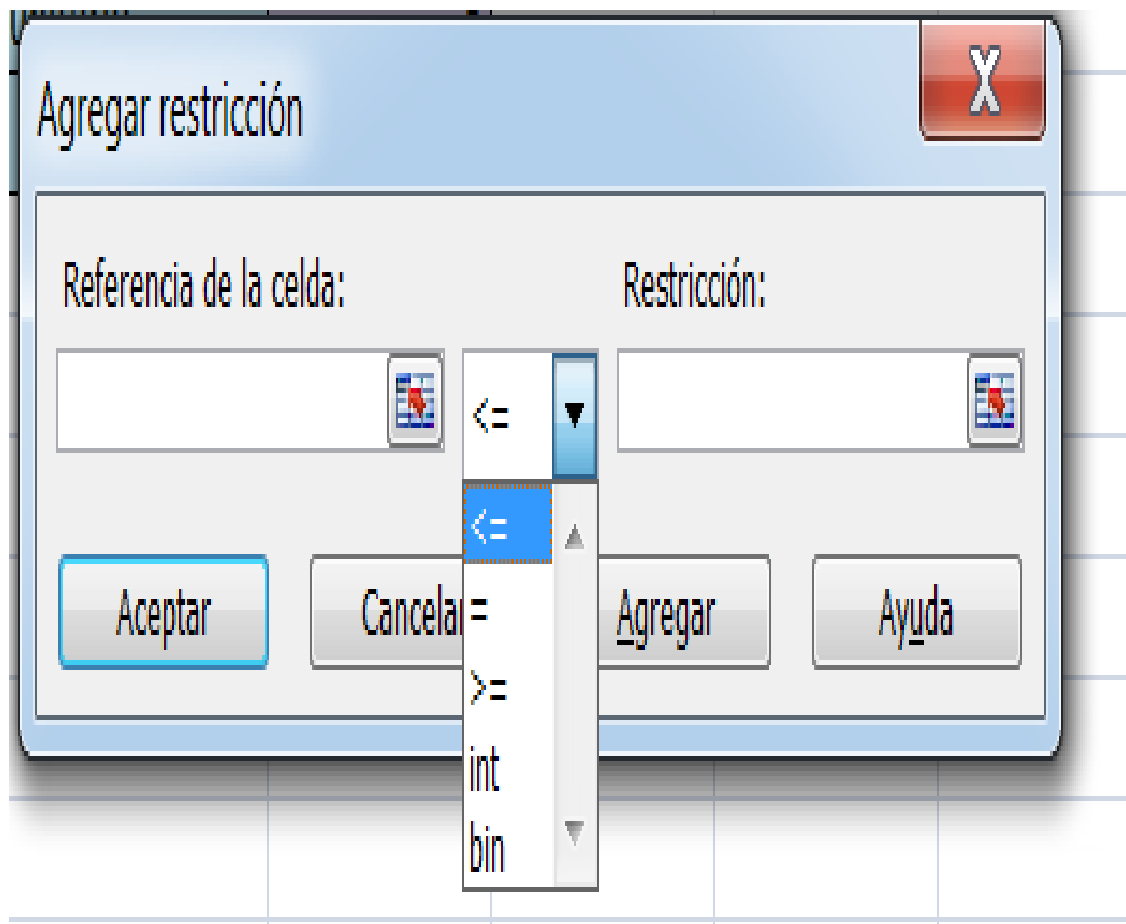 Agregar restricción
X
Referencia de la celda:
Restricción:
<=
<=
=
>=
int
bin
Aceptar
Cancelar
Agregar
Ayuda